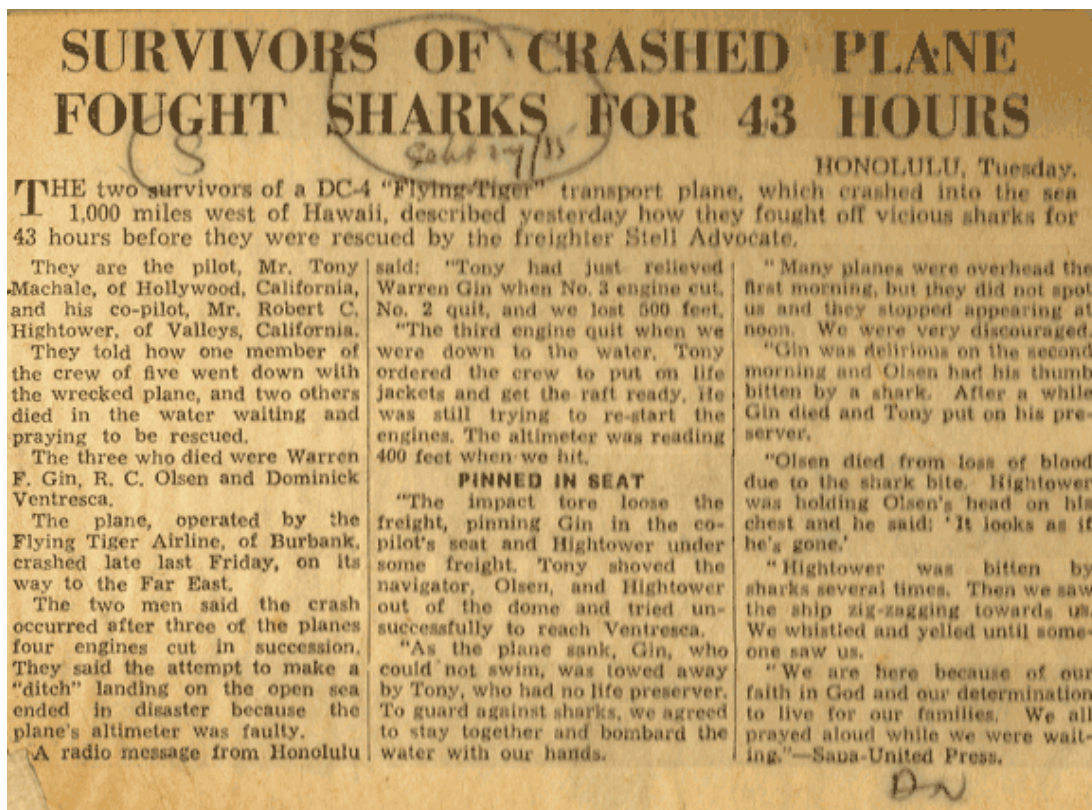 SURVIVORS OF CRASHED PLANE
FOUGHT SHARKS FOR 43 HOURS
S
HONOLULU, Tuesday.
THE two survivors of a DC-4 "Flying-Tiger" transport plane, which crashed into the sea
1,000 miles west of Hawaii, described yesterday how they fought off vicious sharks for
43 hours before they were rescued by the freighter Stell Advocate.
They are the pilot, Mr. Tony
Machale, of Hollywood, California,
and his co-pilot, Mr. Robert C.
Hightower, of Valleys, California.
They told how one member of
the crew of five went down with
the wrecked plane, and two others
died in the water waiting and
praying to be rescued.
The three who died were Warren
F. Gin, R. C. Olsen and Dominick
Ventresca.
The plane, operated by the
Flying Tiger Airline, of Burbank,
crashed late last Friday, on its
way to the Far East.
The two men said the crash
occurred after three of the planes
four engines cut in succession.
They said the attempt to make a
"ditch" landing on the open sea
ended in disaster because the
plane's altimeter was faulty.
A radio message from Honolulu
said: "Tony had just relieved
Warren Gin when No. 3 engine cut.
No. 2 quit, and we lost 500 feet.
"The third engine quit when we
were down to the water. Tony
ordered the crew to put on life
jackets and get the raft ready. He
was still trying to re-start the
engines. The altimeter was reading
400 feet when we hit.
PINNED IN SEAT
"The impact tore loose the
freight, pinning Gin in the co-
pilot's seat and Hightower under
some freight. Tony shoved the
navigator, Olsen, and Hightower
out of the dome and tried un-
successfully to reach Ventresca.
"As the plane sank, Gin, who
could not swim, was towed away
by Tony, who had no life preserver.
To guard against sharks, we agreed
to stay together and bombard the
water with our hands.
"Many planes were overhead the
first morning, but they did not spot
us and they stopped appearing at
noon. We were very discouraged
"Gin was delirious on the second
morning and Olsen had his thumb
bitten by a shark. After a while
Gin died and Tony put on his pre
server.
"Olsen died from loss of blood
due to the shark bite. Hightower
was holding Olsen's head on his
chest and he said: 'It looks as if
he's gone.'
"Hightower was bitten by
sharks several times. Then we saw
the ship zig-zagging towards us.
We whistled and yelled until some
one saw us.
"We are here because of our
faith in God and our determination
to live for our families. We all
prayed aloud while we were wait-
ing."—Sapa-United Press.